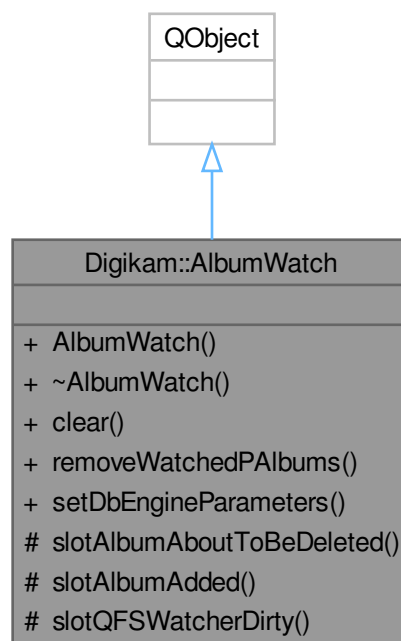 QObject
Digikam::AlbumWatch
+ AlbumWatch()
+ ~AlbumWatch()
+ clear()
+ removeWatchedPAlbums()
+ setDbEngineParameters()
# slotAlbumAboutToBeDeleted()
# slotAlbumAdded()
# slotQFSWatcherDirty()